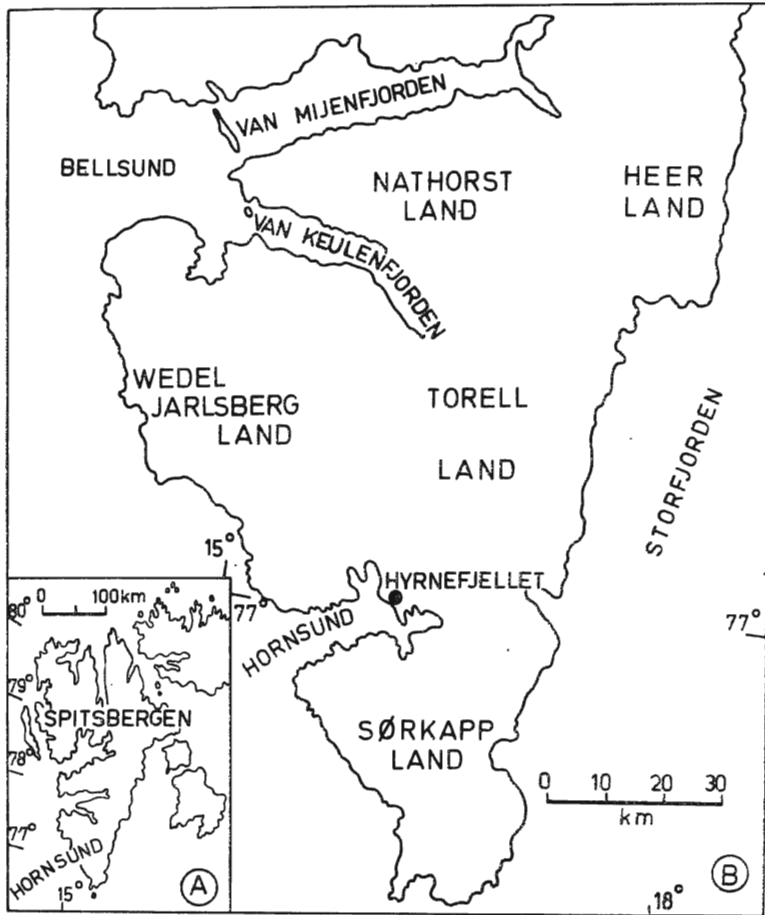 VAN MIJENFJORDEN
BELLSUND
NATHORST
LAND
HEER
LAND
VAN KEULENFJORDEN
WEDEL
JARLSBERG
LAND
TORELL
LAND
STORFJORDEN
15°
77°
HYRNEFJELLET
77°
HORNSUND
SØRKAPP
LAND
0 10 20 30
km
B
18°
0 100km
80°
79°
SPITSBERGEN
78°
77°
HORNSUND
15°
A